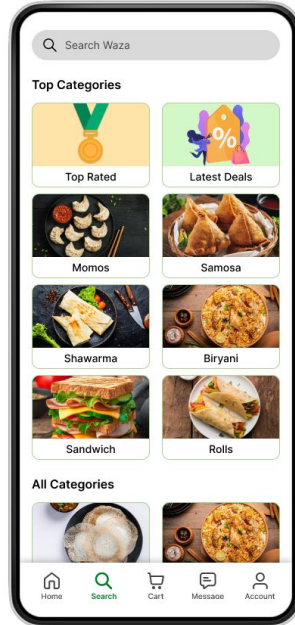 Search Waza
Top Categories
%
Top Rated
Latest Deals
Momos
Samosa
Shawarma
Biryani
Sandwich
Rolls
All Categories
Home
Search
Cart
Message
Account